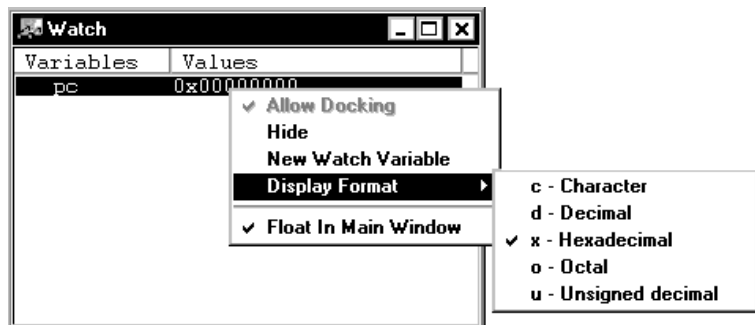 Watch
Variables Values
pc 0x00000000
Allow Docking
Hide
New Watch Variable
Display Format
Float In Main Window
c - Character
d - Decimal
x - Hexadecimal
o - Octal
u - Unsigned decimal